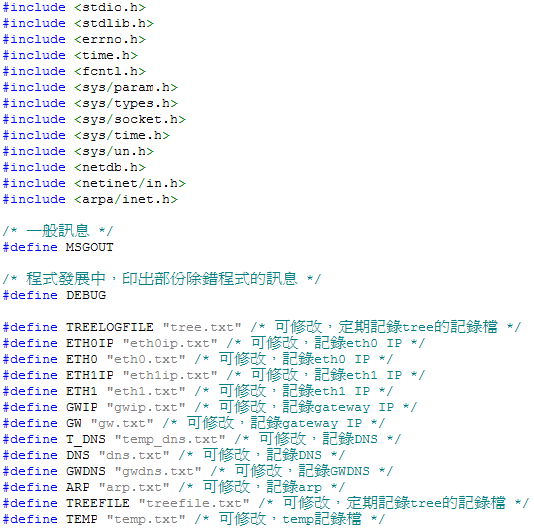 #include <stdio.h>
#include <stdlib.h>
#include <errno.h>
#include <time.h>
#include <fcntl.h>
#include <sys/param.h>
#include <sys/types.h>
#include <sys/socket.h>
#include <sys/time.h>
#include <sys/un.h>
#include <netdb.h>
#include <netinet/in.h>
#include <arpa/inet.h>
/* 一般訊息 */
#define MSGOUT
/* 程式發展中，印出部份除錯程式的訊息 */
#define DEBUG
#define TREELOGFILE "tree.txt" /* 可修改，定期記錄tree的記錄檔 */
#define ETH0IP "eth0ip.txt" /* 可修改，記錄eth0 IP */
#define ETH0 "eth0.txt" /* 可修改，記錄eth0 IP */
#define ETH1IP "eth1ip.txt" /* 可修改，記錄eth1 IP */
#define ETH1 "eth1.txt" /* 可修改，記錄eth1 IP */
#define GWIP "gwip.txt" /* 可修改，記錄gateway IP */
#define GW "gw.txt" /* 可修改，記錄gateway IP */
#define T_DNS "temp_dns.txt" /* 可修改，記錄DNS */
#define DNS "dns.txt" /* 可修改，記錄DNS */
#define GWDNS "gwdns.txt" /* 可修改，記錄GWDNS */
#define ARP "arp.txt" /* 可修改，記錄arp */
#define TREEFILE "treefile.txt" /* 可修改，定期記錄tree的記錄檔 */
#define TEMP "temp.txt" /* 可修改，temp記錄檔 */